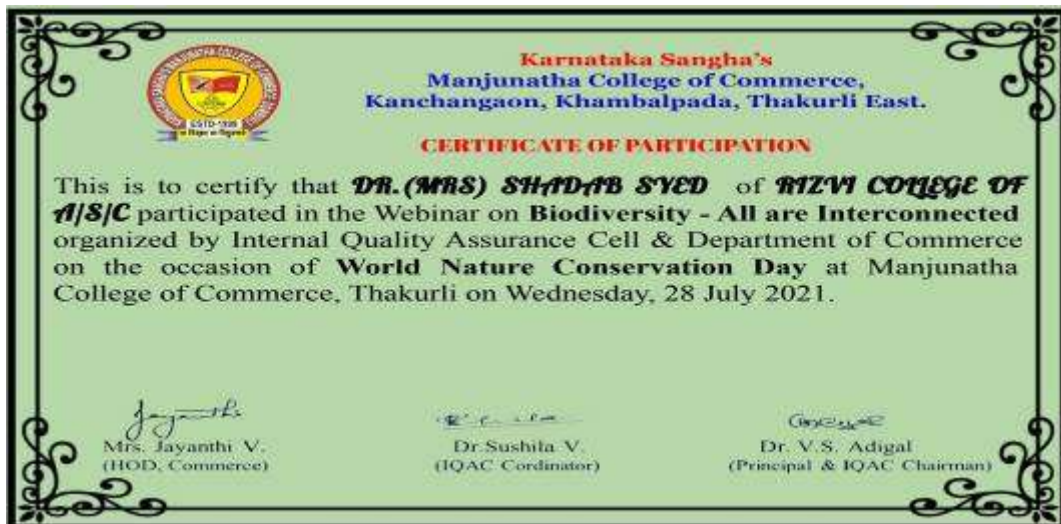 Karnataka Sangha's
Manjunatha College of Commerce,
Kanchangaon, Khambalpada, Thakurli East.
ESTD-1989
CERTIFICATE OF PARTICIPATION
This is to certify that DR.(MRS) SHADAB SYED of RIZVI COLLEGE OF
A/S/C participated in the Webinar on Biodiversity - All are Interconnected
organized by Internal Quality Assurance Cell & Department of Commerce
on the occasion of World Nature Conservation Day at Manjunatha
College of Commerce, Thakurli on Wednesday, 28 July 2021.
Jayanthi
Mrs. Jayanthi V.
(HOD, Commerce)
Dr.Sushila V.
(IQAC Cordinator)
Dr. V.S. Adigal
(Principal & IQAC Chairman)